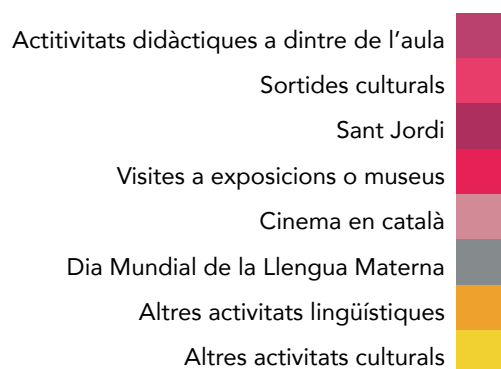 Actitivitats didàctiques a dintre de l’aula
Sortides culturals
Sant Jordi
Visites a exposicions o museus
Cinema en català
Dia Mundial de la Llengua Materna
Altres activitats lingüístiques
Altres activitats culturals